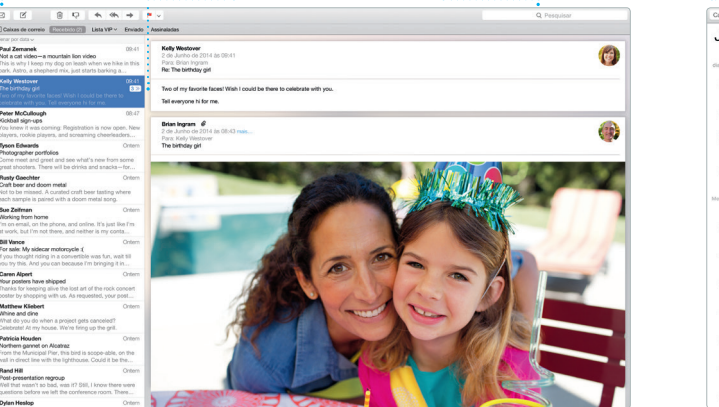 Pesquisar
Caixas de correio Recebido (2) Lista VIP Enviado Assinaladas
Paul Zemanek 08:41
Not a cat video—a mountain lion video
This is why I keep my dog on leash when we hike in this
park. Astro, a shepherd mix, just starts barking a...
Kelly Westover 08:41
The birthday girl
Two of my favorite faces! Wish I could be there to
celebrate with you. Tell everyone hi for me.
Peter McCullough 08:47
Kickball sign-ups
You knew it was coming: Registration is now open. New
players, rookie players, and screaming cheerleaders...
Tyson Edwards Ontem
Photographer portfolios
Come meet and greet and see what's new from some
great shooters. There will be drinks and snacks—for...
Rusty Gaechter Ontem
Craft beer and doom metal
Not to be missed. A curated craft beer tasting where
each sample is paired with a doom metal song.
Sue Zeifman Ontem
Working from home
I'm on email, on the phone, and online. It's just like I'm
at work, but I'm not there, and neither is my conta...
Bill Vance Ontem
For sale: My sidecar motorcycle :(
If you thought riding in a convertible was fun, wait till
you try this. And you can because I'm bringing it in...
Caren Alpert Ontem
Your posters have shipped
Thanks for keeping alive the lost art of the rock concert
poster by shopping with us. As requested, your post...
Matthew Kliebert Ontem
Whine and dine
What do you do when a project gets canceled?
Celebrate! At my house. We're firing up the grill.
Patricia Houden Ontem
Northern gannet on Alcatraz
From the Municipal Pier, this bird is scope-able, on the
wall in direct line with the lighthouse. Could it be the...
Rand Hill Ontem
Post-presentation regroup
Well that wasn't so bad, was it? Still, I know there were
questions before we left the conference room. There...
Dylan Heslop Ontem
Kelly Westover
2 de Junho de 2014 às 08:41
Para: Brian Ingram
Re: The birthday girl
Two of my favorite faces! Wish I could be there to celebrate with you.
Tell everyone hi for me.
Brian Ingram
2 de Junho de 2014 às 08:43
Para: Kelly Westover
The birthday girl